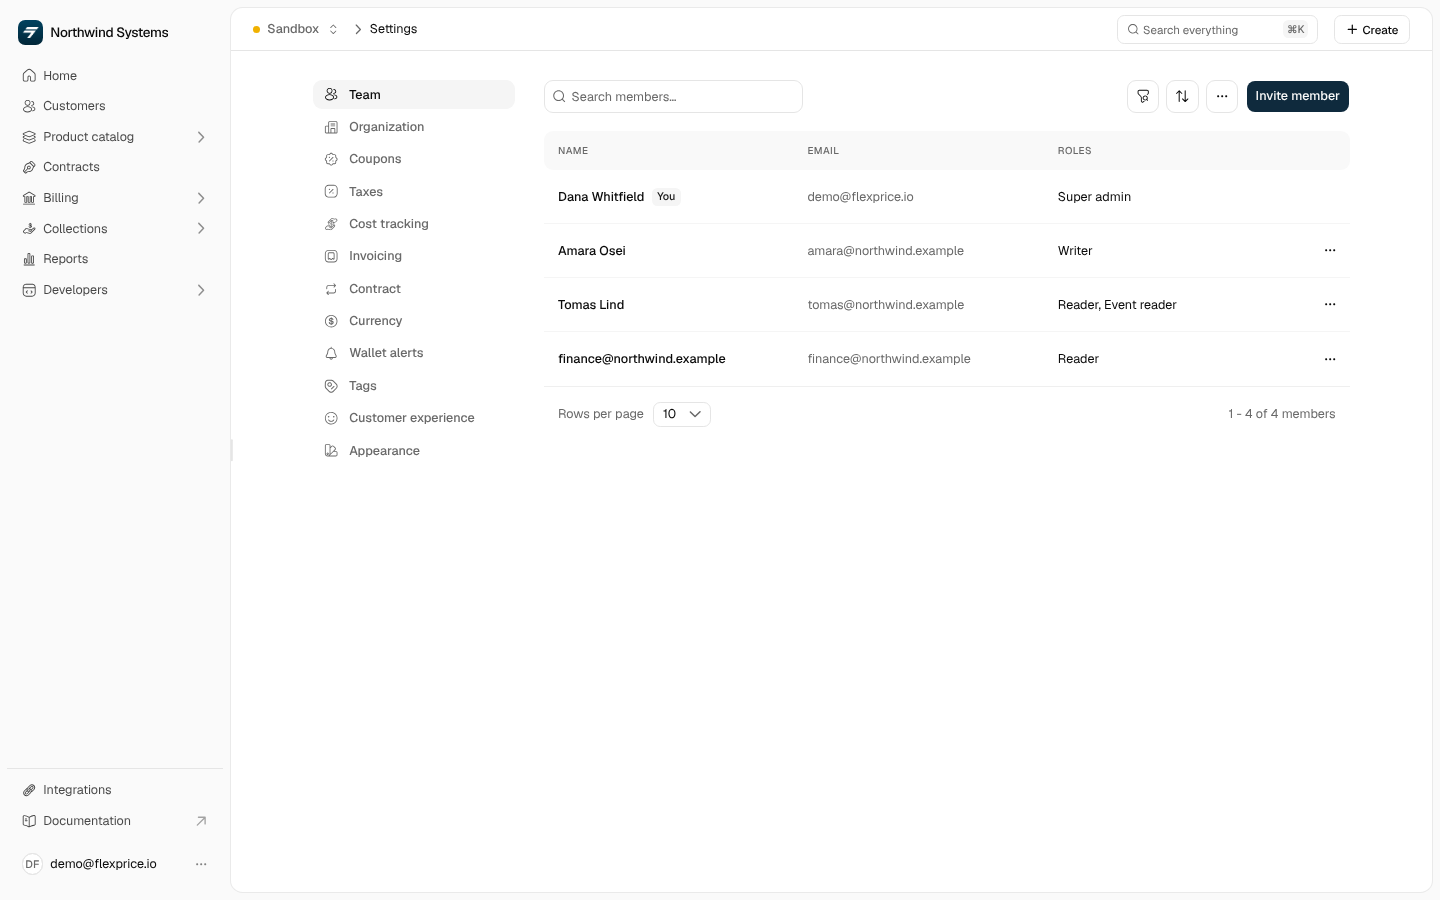 Northwind Systems
Home
Customers
Product catalog
Contracts
Billing
Collections
Reports
Developers
Integrations
Documentation
DF demo@flexprice.io
Sandbox Settings
Search everything ⌘K
Create
Team
Organization
Coupons
Taxes
Cost tracking
Invoicing
Contract
Currency
Wallet alerts
Tags
Customer experience
Appearance
Search members...
Invite member
NAME EMAIL ROLES
Dana Whitfield You demo@flexprice.io Super admin
Amara Osei amara@northwind.example Writer
Tomas Lind tomas@northwind.example Reader, Event reader
finance@northwind.example finance@northwind.example Reader
Rows per page 10 1 - 4 of 4 members